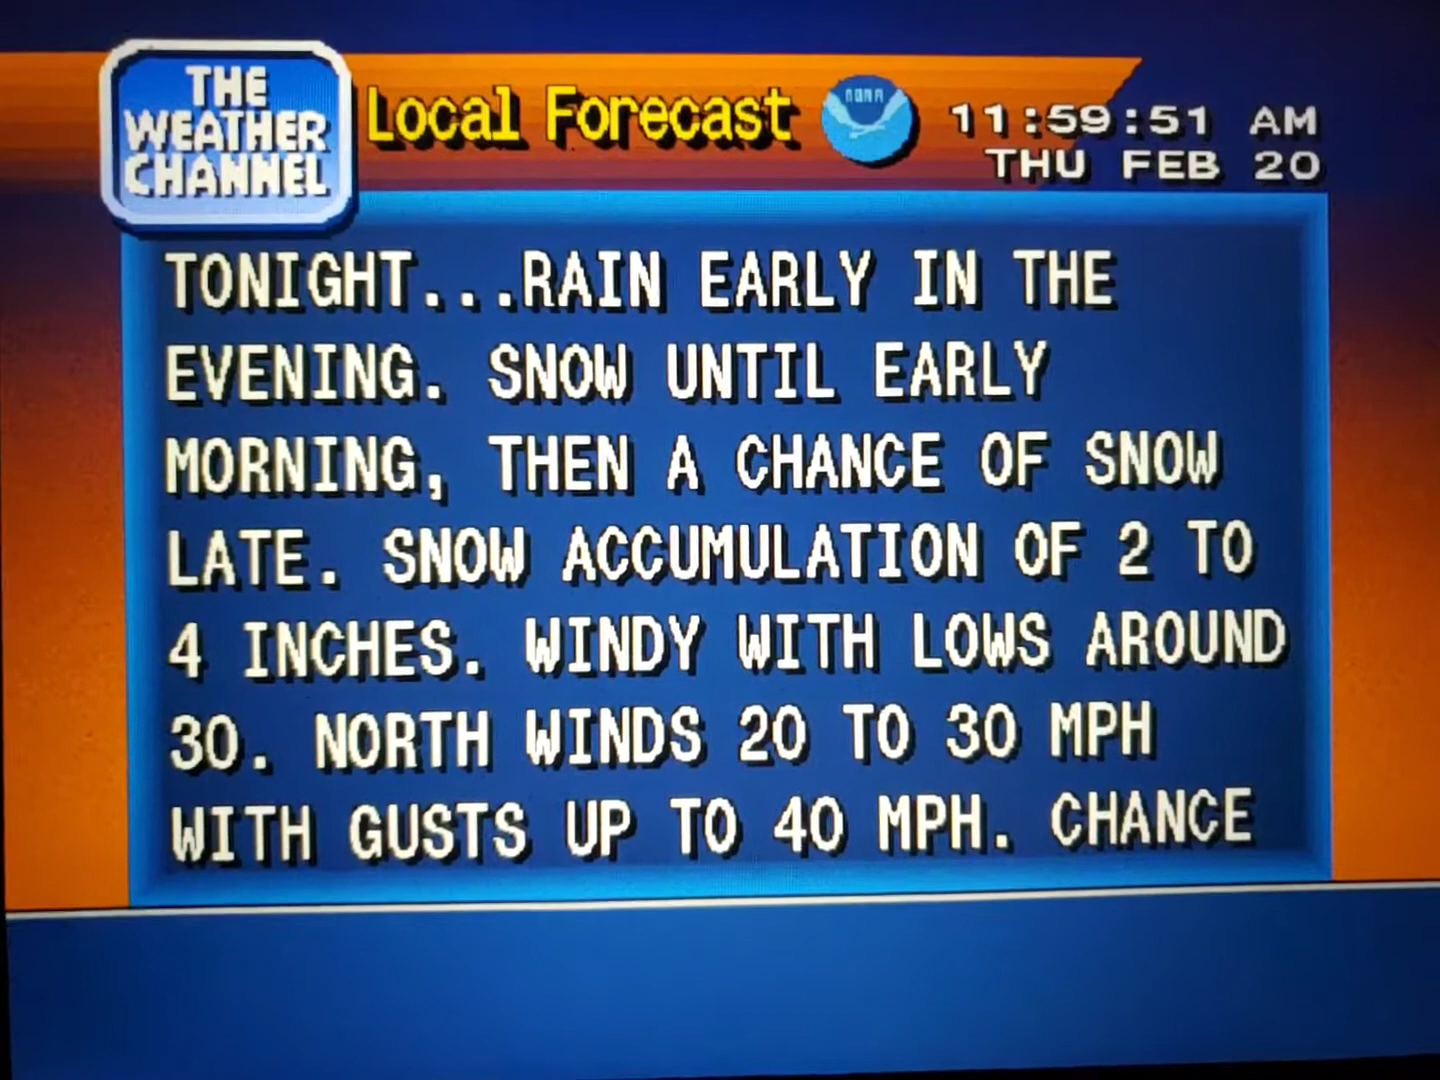 THE
WEATHER
CHANNEL
Local Forecast
NOAA
11:59:51 AM
THU FEB 20
TONIGHT...RAIN EARLY IN THE
EVENING. SNOW UNTIL EARLY
MORNING, THEN A CHANCE OF SNOW
LATE. SNOW ACCUMULATION OF 2 TO
4 INCHES. WINDY WITH LOWS AROUND
30. NORTH WINDS 20 TO 30 MPH
WITH GUSTS UP TO 40 MPH. CHANCE